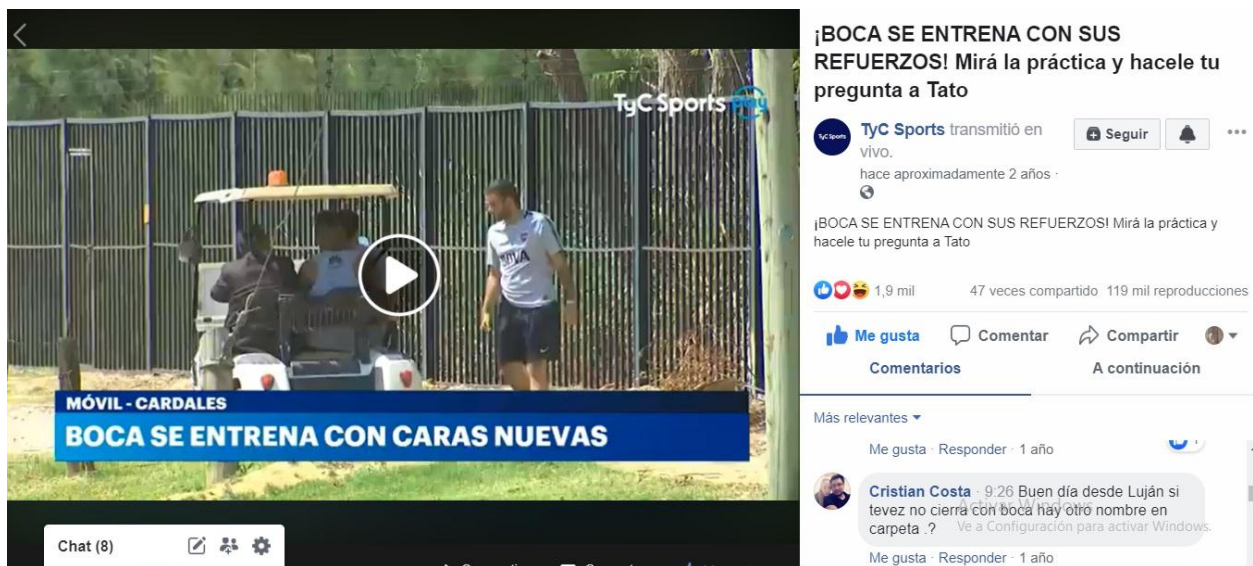 TyC Sports play
BBVA
MÓVIL - CARDALES
BOCA SE ENTRENA CON CARAS NUEVAS
Chat (8)
¡BOCA SE ENTRENA CON SUS
REFUERZOS! Mirá la práctica y hacele tu
pregunta a Tato
TyC Sports
TyC Sports transmitió en
vivo.
Seguir
hace aproximadamente 2 años ·
¡BOCA SE ENTRENA CON SUS REFUERZOS! Mirá la práctica y
hacele tu pregunta a Tato
1,9 mil
47 veces compartido 119 mil reproducciones
Me gusta
Comentar
Compartir
Comentarios
A continuación
Más relevantes
Me gusta · Responder · 1 año
Cristian Costa · 9:26 Buen día desde Luján si
tevez no cierra con boca hay otro nombre en
carpeta .?
Activar Windows
Ve a Configuración para activar Windows.
Me gusta · Responder · 1 año